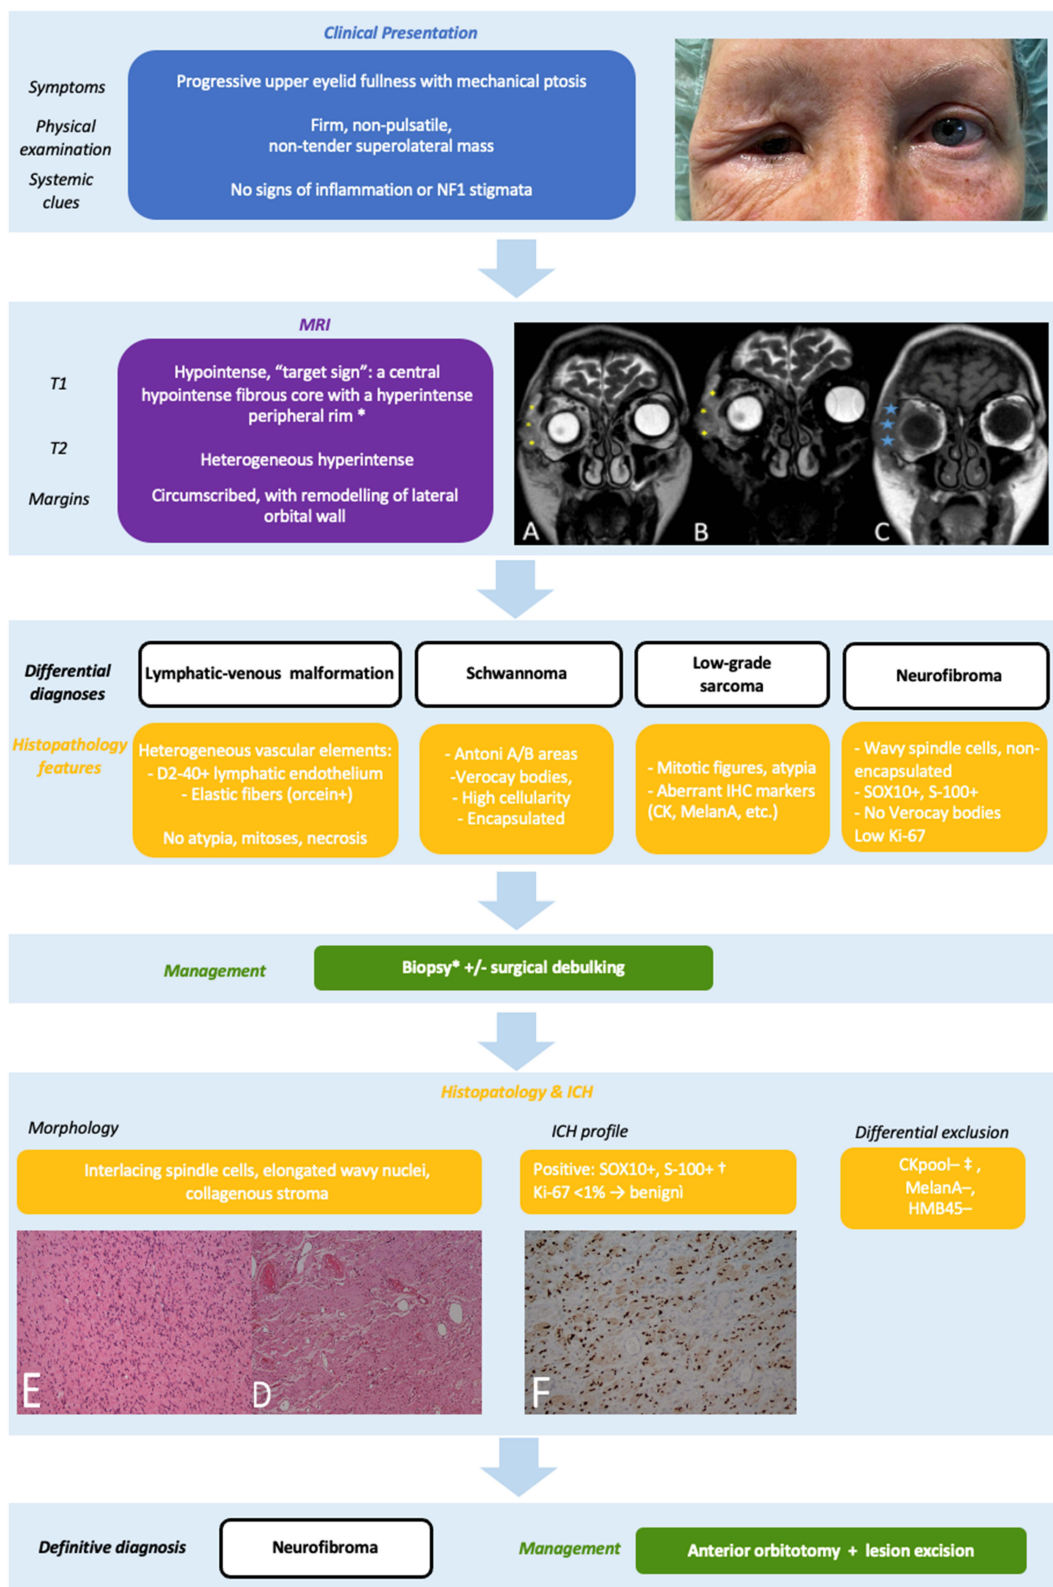 Clinical Presentation
Symptoms
Progressive upper eyelid fullness with mechanical ptosis
Physical
examination
Firm, non-pulsatile,
non-tender superolateral mass
Systemic
clues
No signs of inflammation or NF1 stigmata
MRI
T1
Hypointense, “target sign”: a central
hypointense fibrous core with a hyperintense
peripheral rim *
T2
Heterogeneous hyperintense
Margins
Circumscribed, with remodelling of lateral
orbital wall
A
B
C
Differential
diagnoses
Lymphatic-venous malformation
Schwannoma
Low-grade
sarcoma
Neurofibroma
Histopathology
features
Heterogeneous vascular elements:
- D2-40+ lymphatic endothelium
- Elastic fibers (orcein+)
No atypia, mitoses, necrosis
- Antoni A/B areas
-Verocay bodies,
- High cellularity
- Encapsulated
- Mitotic figures, atypia
- Aberrant IHC markers
(CK, MelanA, etc.)
- Wavy spindle cells, non-
encapsulated
- SOX10+, S-100+
- No Verocay bodies
Low Ki-67
Management
Biopsy* +/- surgical debulking
Histopatology & ICH
Morphology
Interlacing spindle cells, elongated wavy nuclei,
collagenous stroma
ICH profile
Positive: SOX10+, S-100+ †
Ki-67 <1% → benignì
Differential exclusion
CKpool– ‡ ,
MelanA–,
HMB45–
E
D
F
Definitive diagnosis
Neurofibroma
Management
Anterior orbitotomy + lesion excision